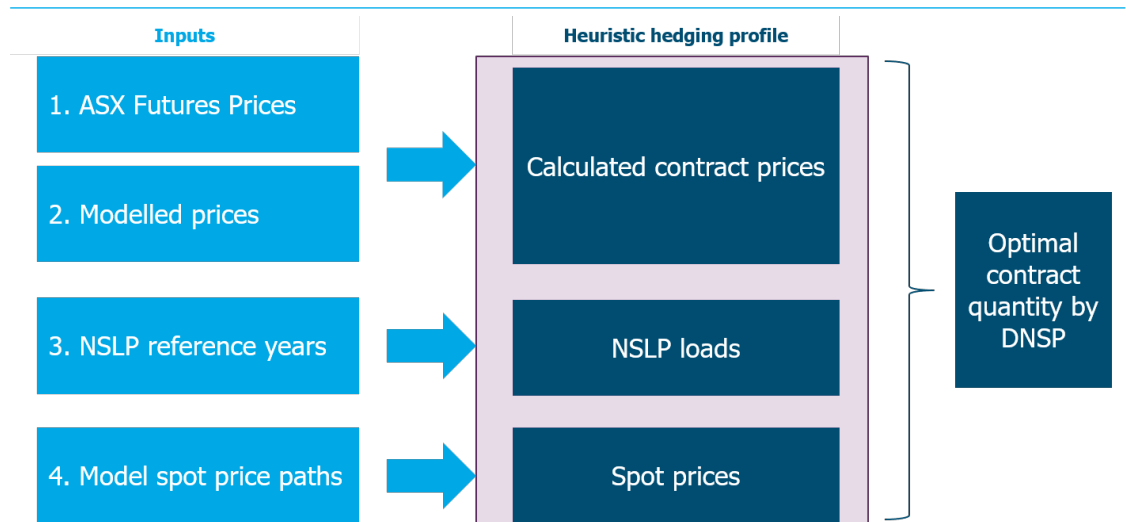 Inputs
Heuristic hedging profile
1. ASX Futures Prices
2. Modelled prices
Calculated contract prices
3. NSLP reference years
NSLP loads
4. Model spot price paths
Spot prices
Optimal
contract
quantity by
DNSP